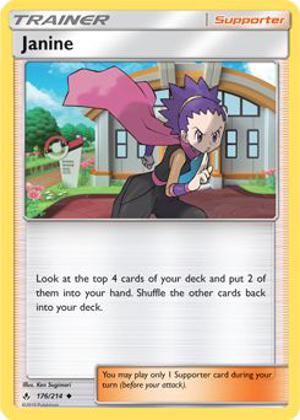 TRAINER
Supporter
Janine
Look at the top 4 cards of your deck and put 2 of
them into your hand. Shuffle the other cards back
into your deck.
Illus. Ken Sugimori
176/214
©2019 Pokémon
You may play only 1 Supporter card during your
turn (before your attack).